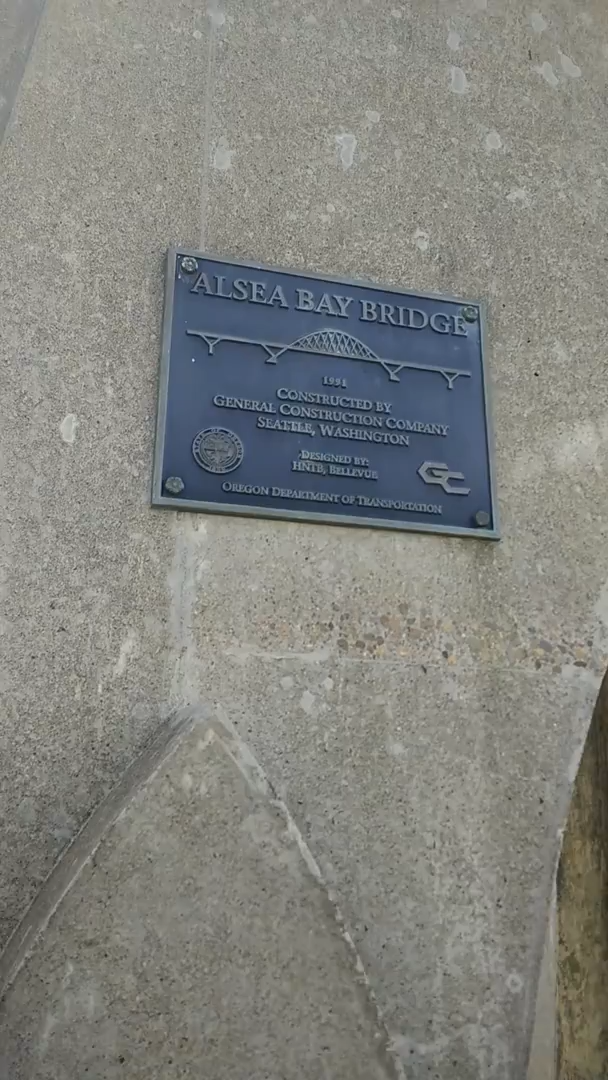 ALSEA BAY BRIDGE
1991
CONSTRUCTED BY
GENERAL CONSTRUCTION COMPANY
SEATTLE, WASHINGTON
DESIGNED BY:
HNTB, BELLEVUE
GC
OREGON DEPARTMENT OF TRANSPORTATION